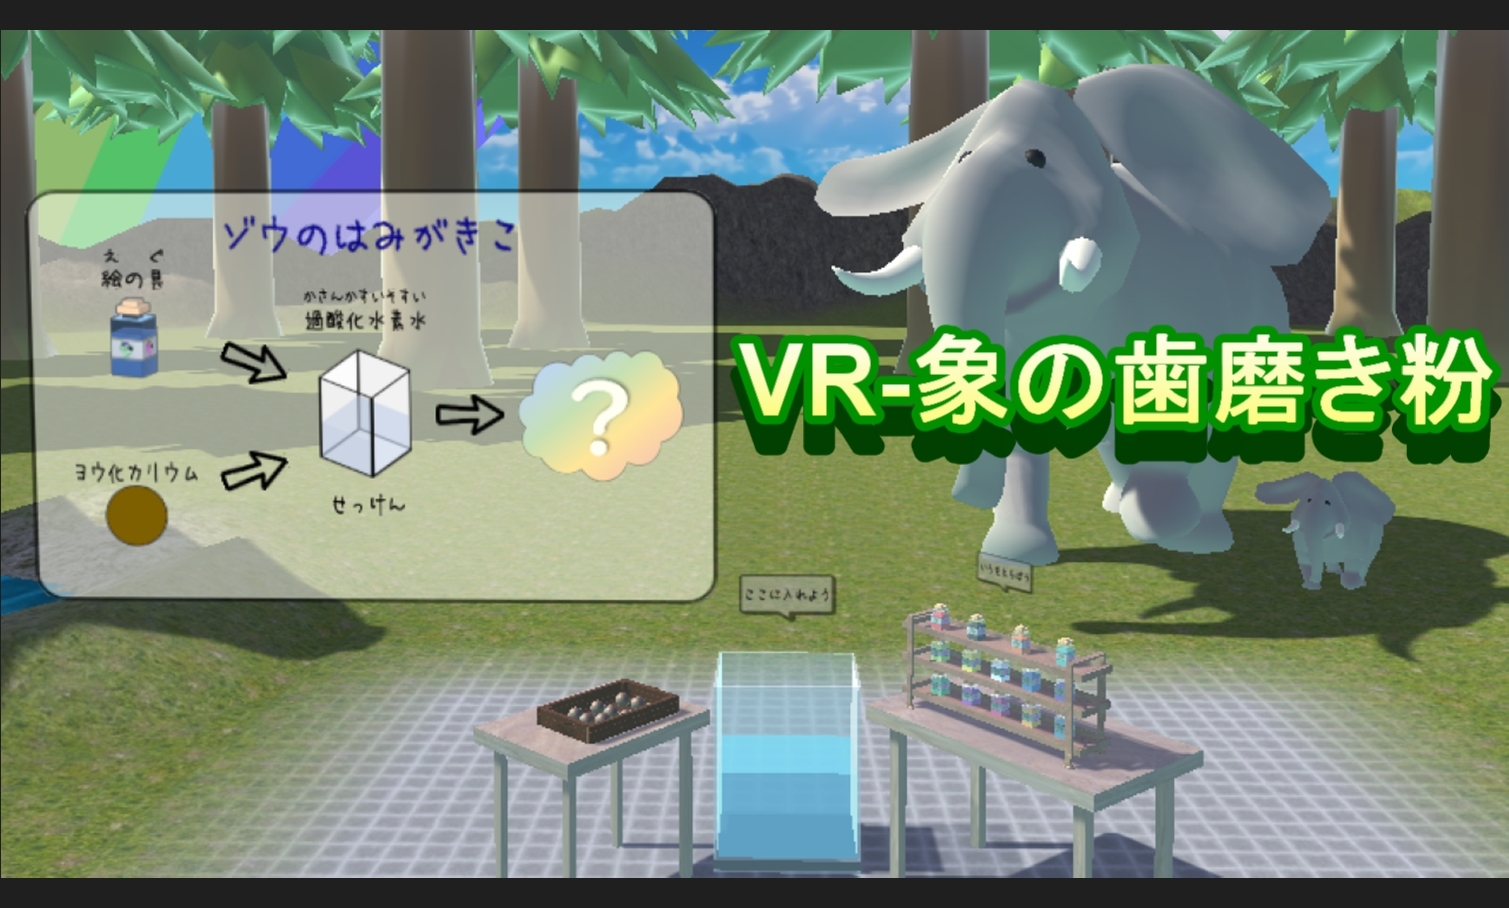 ゾウのはみがきこ
え ぐ
絵の具
かさんかすいそすい
過酸化水素水
?
ヨウ化カリウム
せっけん
VR-象の歯磨き粉
ここに入れよう
いろをえらぼう